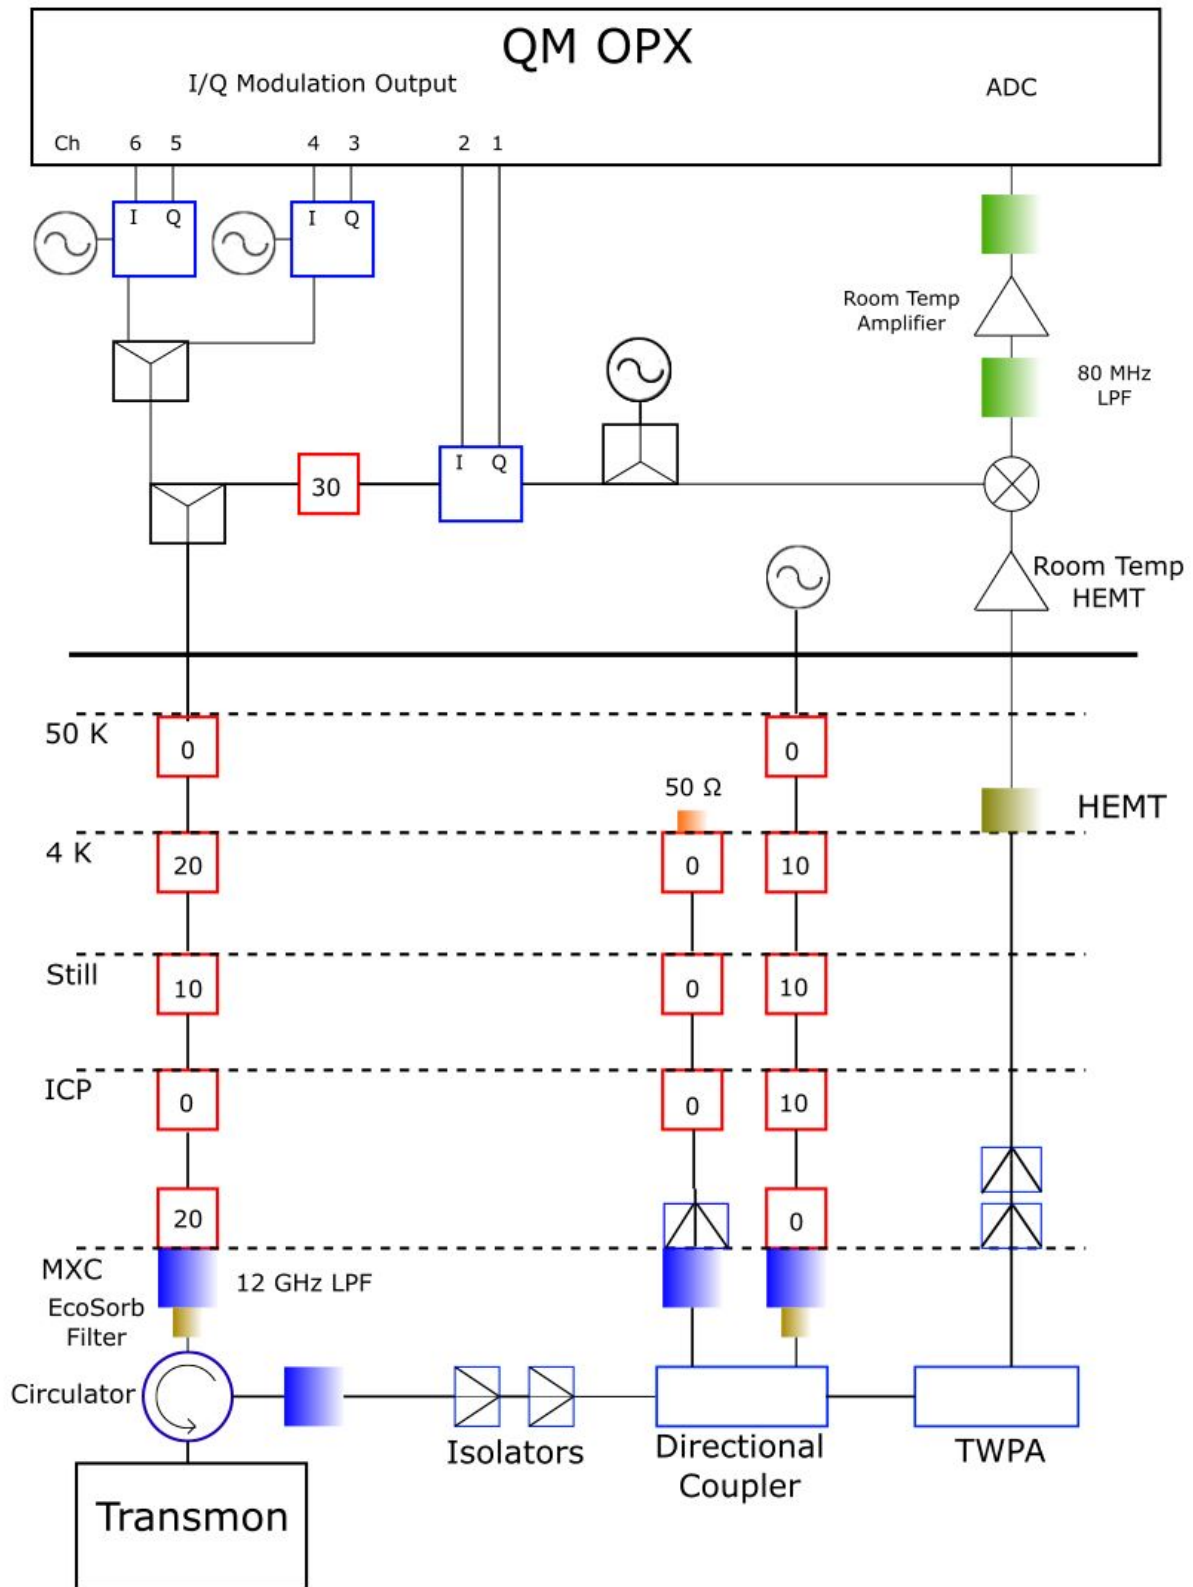 QM OPX
I/Q Modulation Output
ADC
Ch 6 5 4 3 2 1
I Q
I Q
Room Temp
Amplifier
80 MHz
LPF
I Q
30
Room Temp
HEMT
50 K
0
0
50 Ω
HEMT
4 K
20
0
10
Still
10
0
10
ICP
0
0
10
20
0
MXC
12 GHz LPF
EcoSorb
Filter
Circulator
Isolators
Directional
Coupler
TWPA
Transmon